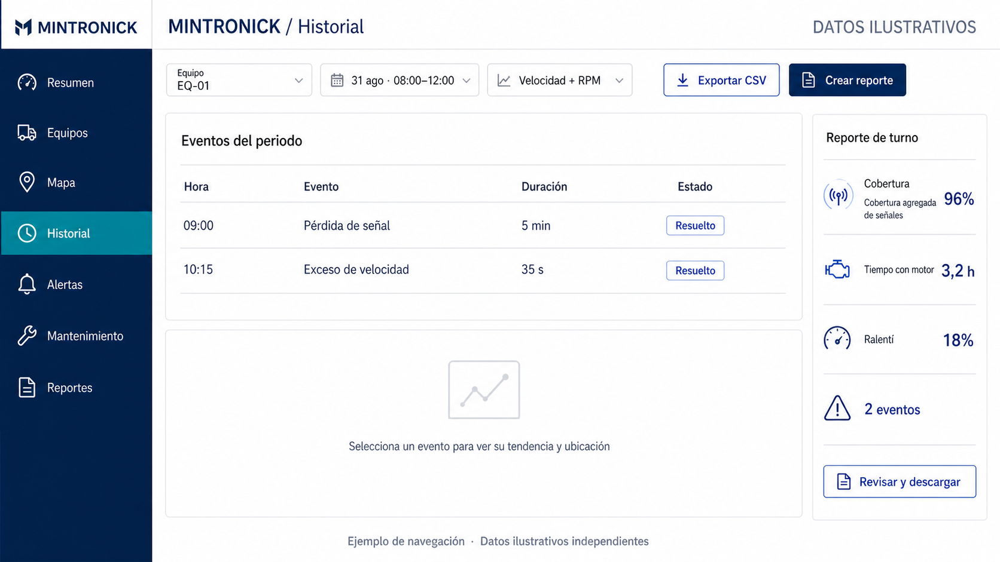 MINTRONICK
MINTRONICK / Historial
DATOS ILUSTRATIVOS
Resumen
Equipos
Mapa
Historial
Alertas
Mantenimiento
Reportes
Equipo
EQ-01
31 ago · 08:00–12:00
Velocidad + RPM
Exportar CSV
Crear reporte
Eventos del periodo
Hora Evento Duración Estado
09:00 Pérdida de señal 5 min Resuelto
10:15 Exceso de velocidad 35 s Resuelto
Selecciona un evento para ver su tendencia y ubicación
Reporte de turno
Cobertura
Cobertura agregada
de señales
96%
Tiempo con motor 3,2 h
Ralentí 18%
2 eventos
Revisar y descargar
Ejemplo de navegación · Datos ilustrativos independientes